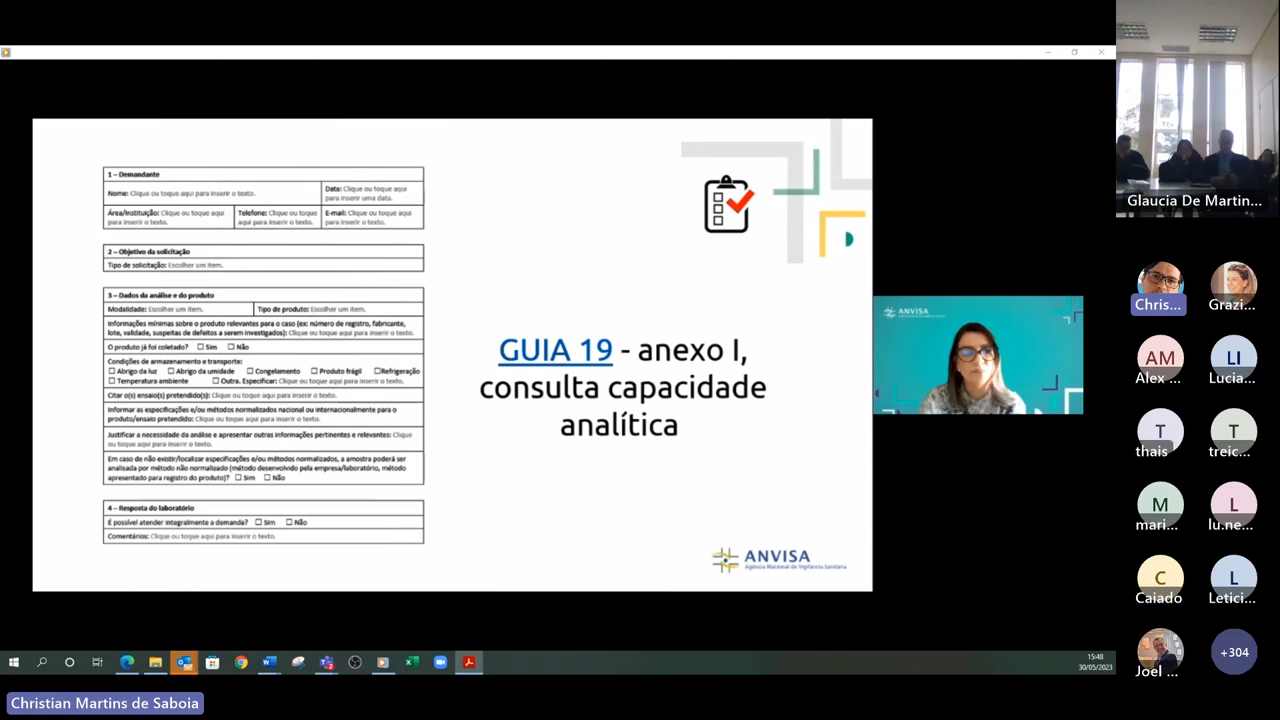 1 – Demandante
Nome: Clique ou toque aqui para inserir o texto.
Data: Clique ou toque aqui
para inserir uma data.
Área/Instituição: Clique ou toque aqui
para inserir o texto.
Telefone: Clique ou toque
aqui para inserir o texto.
E-mail: Clique ou toque aqui
para inserir o texto.
2 – Objetivo da solicitação
Tipo de solicitação: Escolher um item.
3 – Dados da análise e do produto
Modalidade: Escolher um item.
Tipo de produto: Escolher um item.
Informações mínimas sobre o produto relevantes para o caso (ex: número de registro, fabricante,
lote, validade, suspeitas de defeitos a serem investigados): Clique ou toque aqui para inserir o texto.
O produto já foi coletado? ☐ Sim ☐ Não
Condições de armazenamento e transporte:
☐ Abrigo da luz ☐ Abrigo da umidade ☐ Congelamento ☐ Produto frágil ☐Refrigeração
☐ Temperatura ambiente ☐ Outra. Especificar: Clique ou toque aqui para inserir o texto.
Citar o(s) ensaio(s) pretendido(s): Clique ou toque aqui para inserir o texto.
Informar as especificações e/ou métodos normalizados nacional ou internacionalmente para o
produto/ensaio pretendido: Clique ou toque aqui para inserir o texto.
Justificar a necessidade da análise e apresentar outras informações pertinentes e relevantes: Clique
ou toque aqui para inserir o texto.
Em caso de não existir/localizar especificações e/ou métodos normalizados, a amostra poderá ser
analisada por método não normalizado (método desenvolvido pela empresa/laboratório, método
apresentado para registro do produto)? ☐ Sim ☐ Não
4 – Resposta do laboratório
É possível atender integralmente a demanda? ☐ Sim ☐ Não
Comentários: Clique ou toque aqui para inserir o texto.
GUIA 19 - anexo I,
consulta capacidade
analítica
ANVISA
Agência Nacional de Vigilância Sanitária
ANVISA
Glaucia De Martin...
Chris...
Grazi...
AM
Alex ...
LI
Lucia...
T
thais
T
treic...
M
mari...
L
lu.ne...
C
Caiado
L
Letici...
Joel ...
+304
15:48
30/05/2023
Christian Martins de Saboia